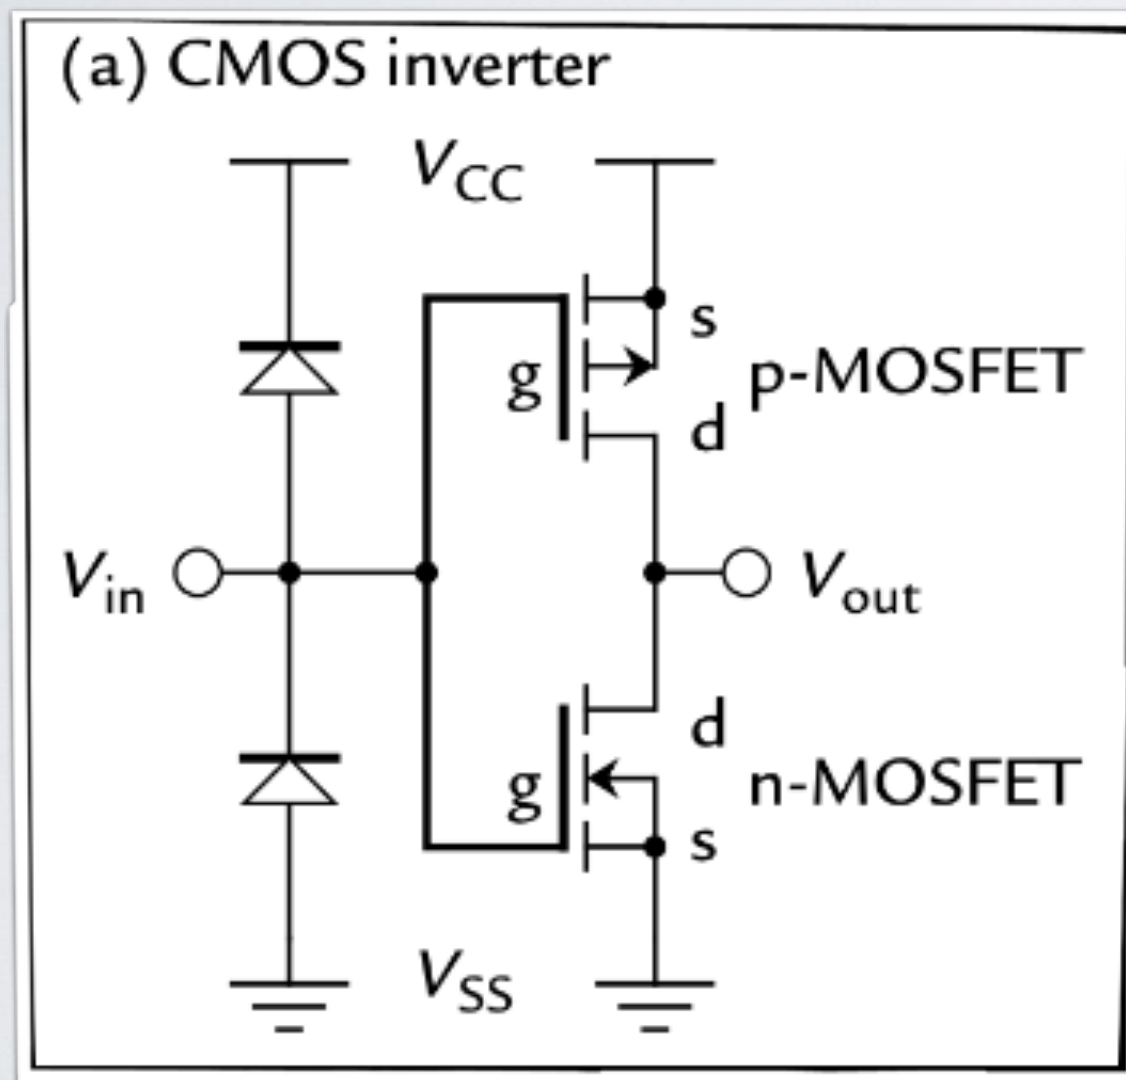 (a) CMOS inverter
VCC
s
g
p-MOSFET
d
Vin
Vout
d
g
n-MOSFET
s
VSS